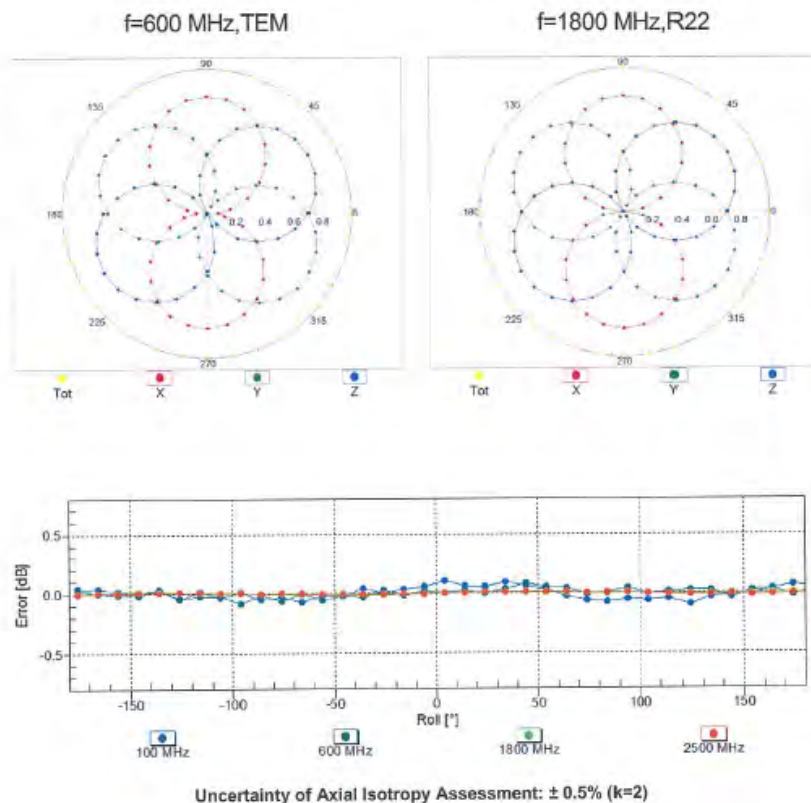 f=600 MHz,TEM
f=1800 MHz,R22
90
135
45
180
0.2 0.4 0.6 0.8
0
225
315
270
Tot X Y Z
90
135
45
180
0.2 0.4 0.6 0.8
0
225
315
270
Tot X Y Z
Error [dB]
0.5
0.0
-0.5
-150 -100 -50 0 50 100 150
Roll [°]
100 MHz 600 MHz 1800 MHz 2500 MHz
Uncertainty of Axial Isotropy Assessment: ± 0.5% (k=2)